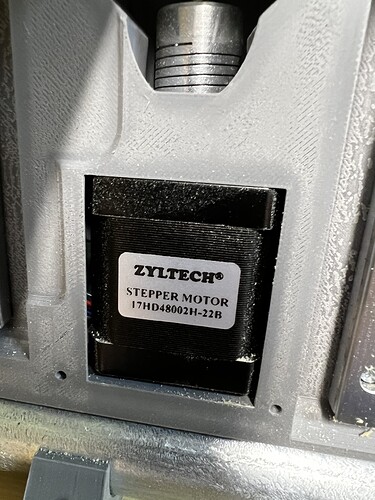 ZYLTECH®
STEPPER MOTOR
17HD48002H-22B